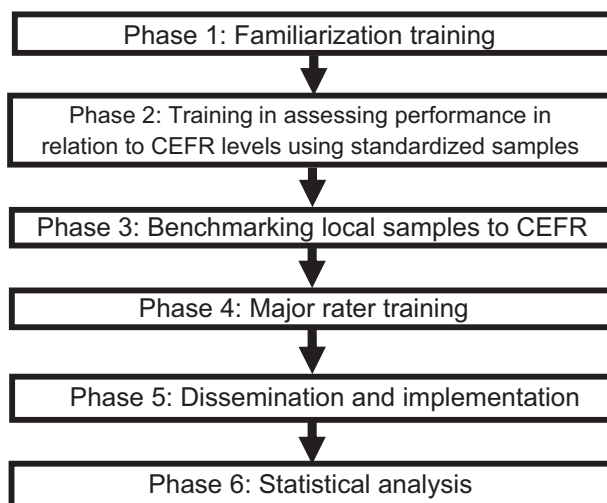 Phase 1: Familiarization training
Phase 2: Training in assessing performance in
relation to CEFR levels using standardized samples
Phase 3: Benchmarking local samples to CEFR
Phase 4: Major rater training
Phase 5: Dissemination and implementation
Phase 6: Statistical analysis